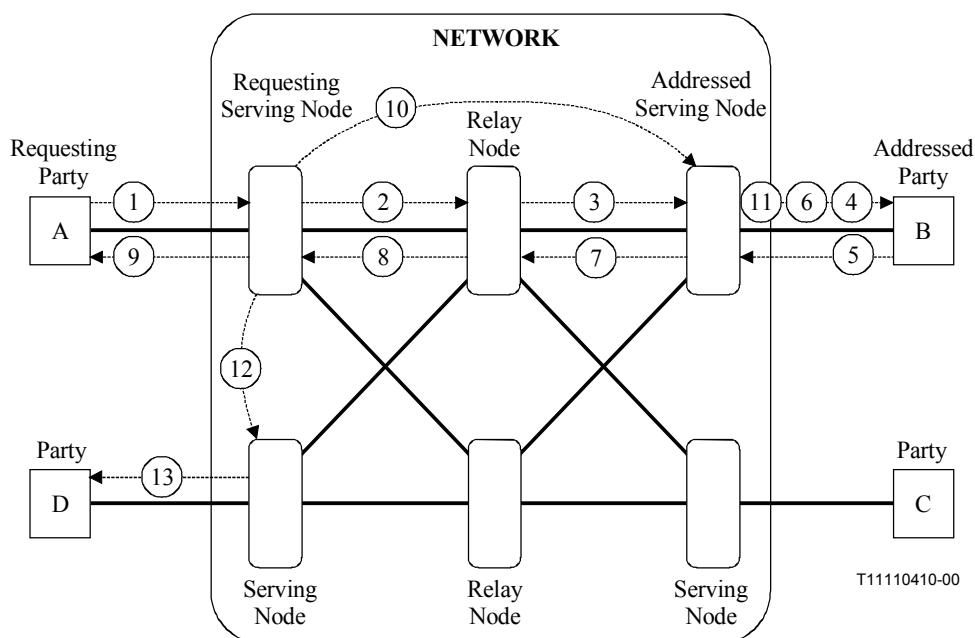 NETWORK
Requesting
Serving Node
10
Addressed
Serving Node
Relay
Node
Requesting
Party
Addressed
Party
1
2
3
11
6
4
A
B
9
8
7
5
12
Party
13
Party
D
C
Serving
Node
Relay
Node
Serving
Node
T11110410-00